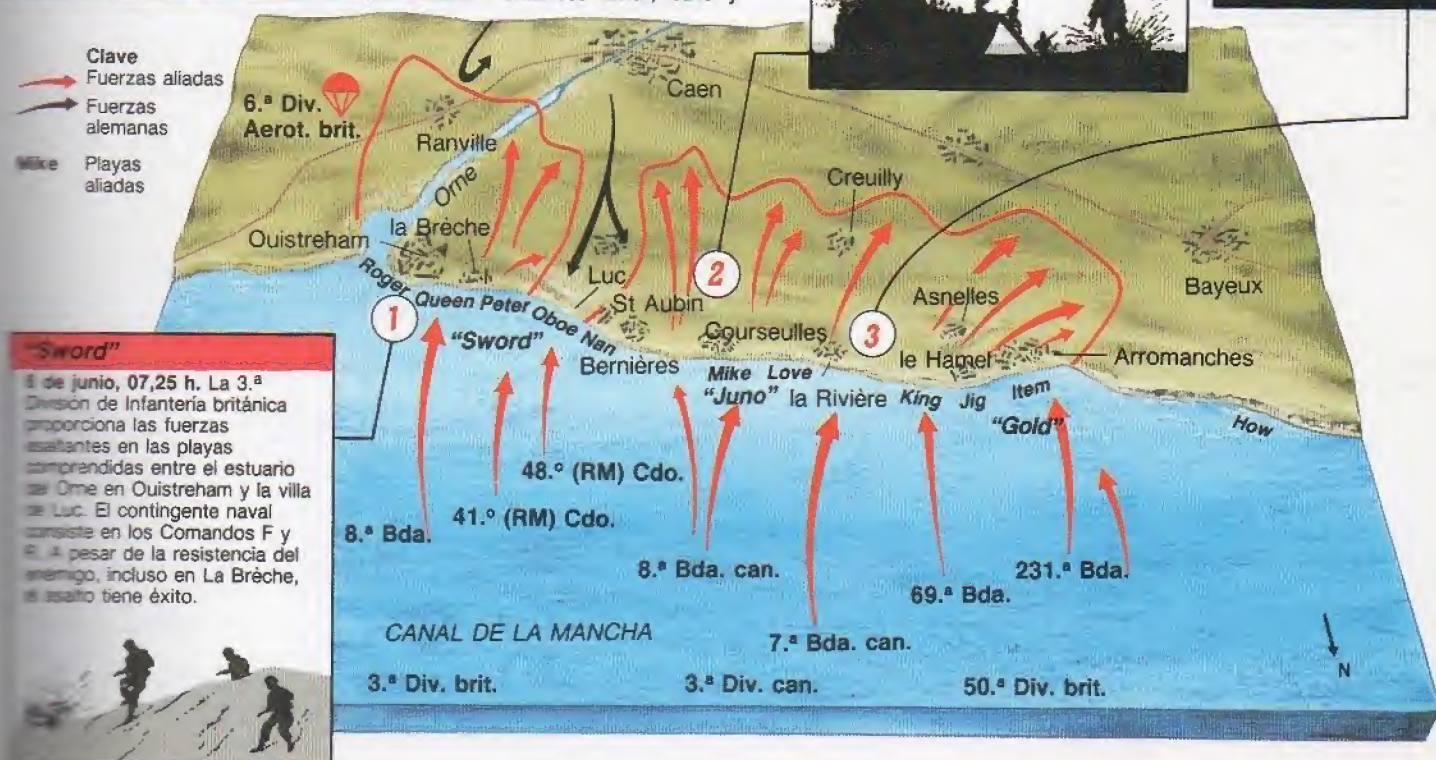 Clave
Fuerzas aliadas
Fuerzas
alemanas
Mike Playas
aliadas
6.ª Div.
Aerot. brit.
Ranville
Orne
Caen
Creuilly
Bayeux
Ouistreham
la Brèche
Luc
St Aubin
2
Asnelles
Roger
Queen Peter Oboe Nan
1
"Sword"
Bernières
Courseulles
3
le Hamel
Arromanches
Mike Love
"Juno"
la Rivière
King
Jig
Item
"Gold"
How
48.º (RM) Cdo.
41.º (RM) Cdo.
8.ª Bda.
8.ª Bda. can.
7.ª Bda. can.
69.ª Bda.
231.ª Bda.
CANAL DE LA MANCHA
3.ª Div. brit.
3.ª Div. can.
50.ª Div. brit.
N
"Sword"
de junio, 07,25 h. La 3.ª
División de Infantería británica
proporciona las fuerzas
asaltantes en las playas
comprendidas entre el estuario
Orne en Ouistreham y la villa
de Luc. El contingente naval
consiste en los Comandos F y
A pesar de la resistencia del
enemigo, incluso en La Brèche,
asalto tiene éxito.